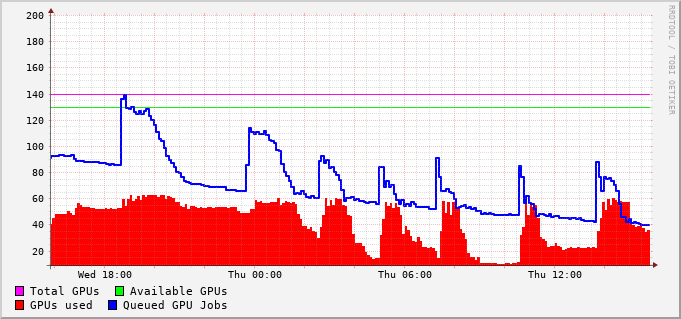 200
180
160
140
120
100
80
60
40
20
Wed 18:00 Thu 00:00 Thu 06:00 Thu 12:00
Total GPUs Available GPUs
GPUs used Queued GPU Jobs
RRDTOOL / TOBI OETIKER